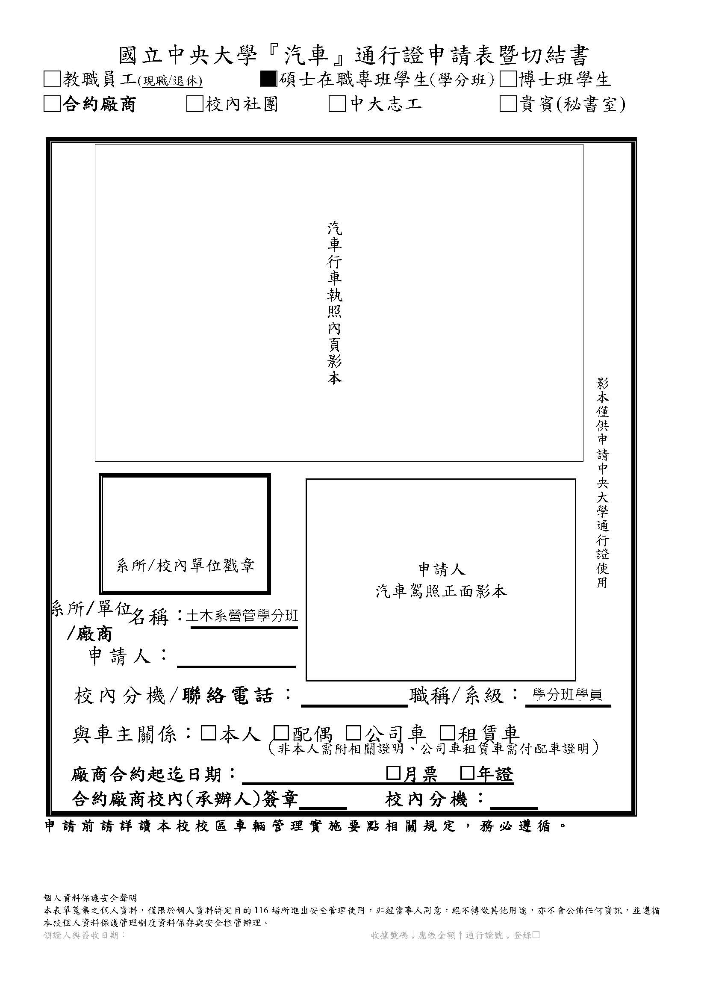 國立中央大學『汽車』通行證申請表暨切結書
□教職員工(現職/退休) ■碩士在職專班學生(學分班) □博士班學生
□合約廠商 □校內社團 □中大志工 □貴賓(秘書室)
汽車行車執照內頁影本
影本僅供申請中央大學通行證使用
系所/校內單位戳章
申請人
汽車駕照正面影本
系所/單位/廠商名稱：土木系營管學分班
申請人：
校內分機/聯絡電話： 職稱/系級：學分班學員
與車主關係：□本人 □配偶 □公司車 □租賃車
（非本人需附相關證明、公司車租賃車需付配車證明）
廠商合約起迄日期： □月票 □年證
合約廠商校內(承辦人)簽章 校內分機：
申請前請詳讀本校校區車輛管理實施要點相關規定，務必遵循。
個人資料保護安全聲明
本表單蒐集之個人資料，僅限於個人資料特定目的116場所進出安全管理使用，非經當事人同意，絕不轉做其他用途，亦不會公佈任何資訊，並遵循
本校個人資料保護管理制度資料保存與安全控管辦理。
領證人與簽收日期： 收據號碼↓應繳金額↑通行證號↓登錄□